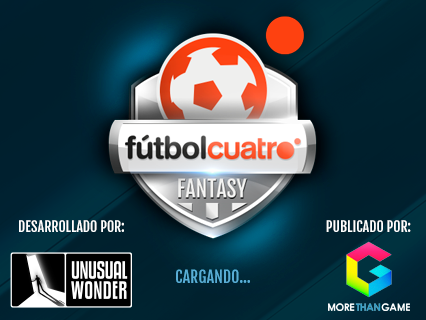 fútbolcuatro
FANTASY
DESARROLLADO POR:
PUBLICADO POR:
UNUSUAL
WONDER
CARGANDO...
MORETHANGAME